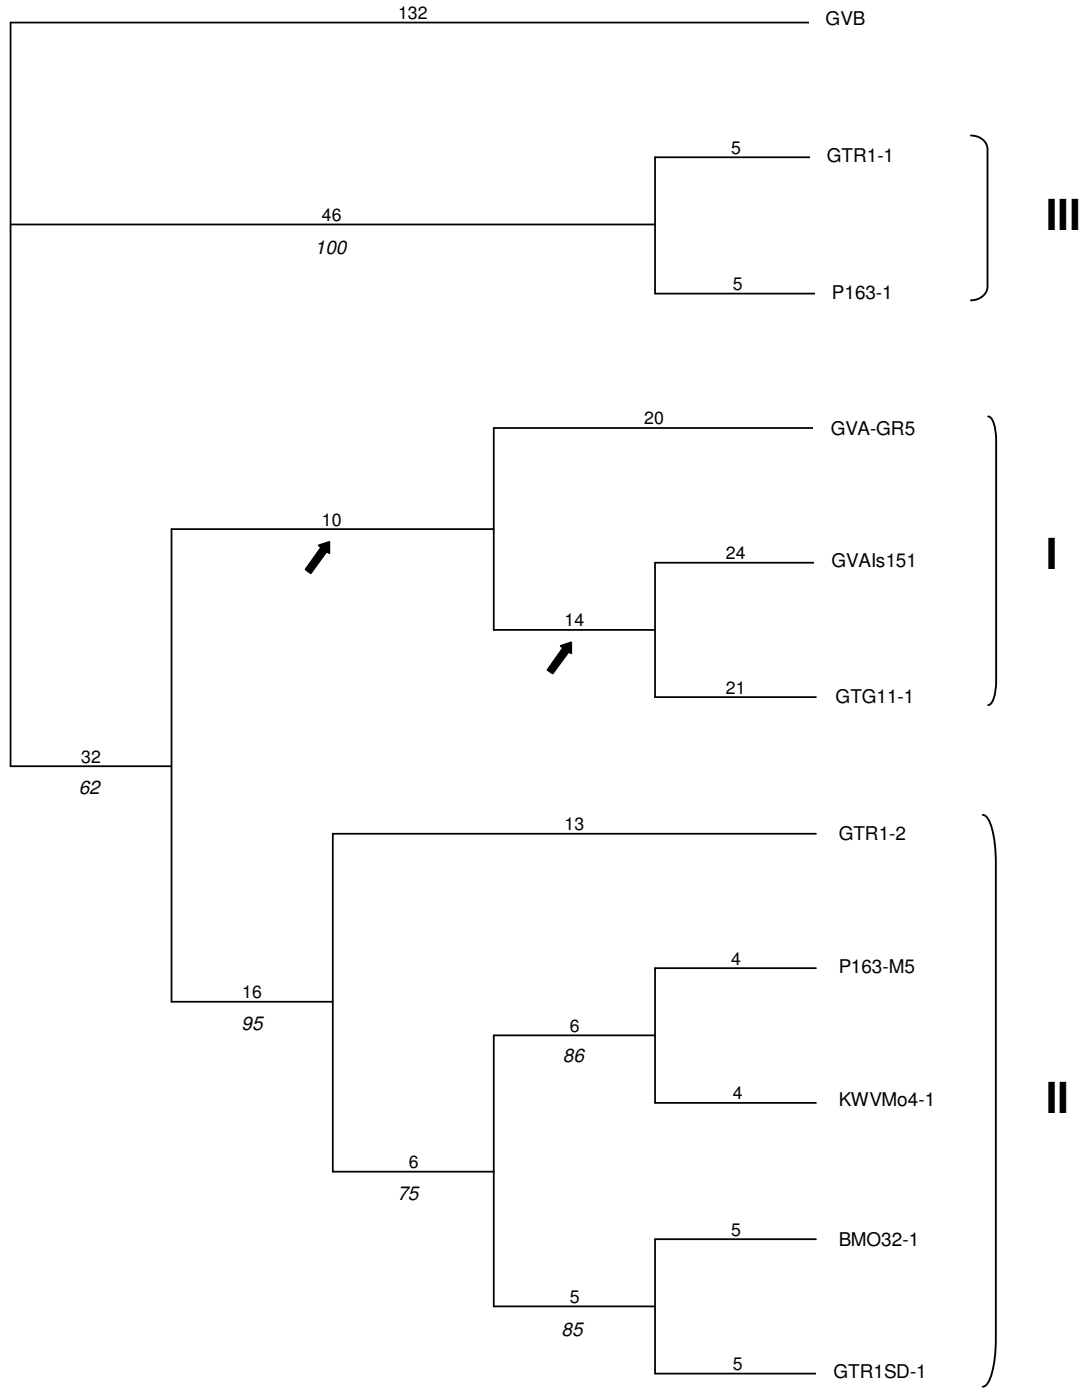 132
GVB
5
GTR1-1
46
100
III
5
P163-1
20
GVA-GR5
10
24
GVAIs151
I
14
21
GTG11-1
32
62
13
GTR1-2
4
P163-M5
16
95
6
86
4
KWVMo4-1
II
6
75
5
BMO32-1
5
85
5
GTR1SD-1